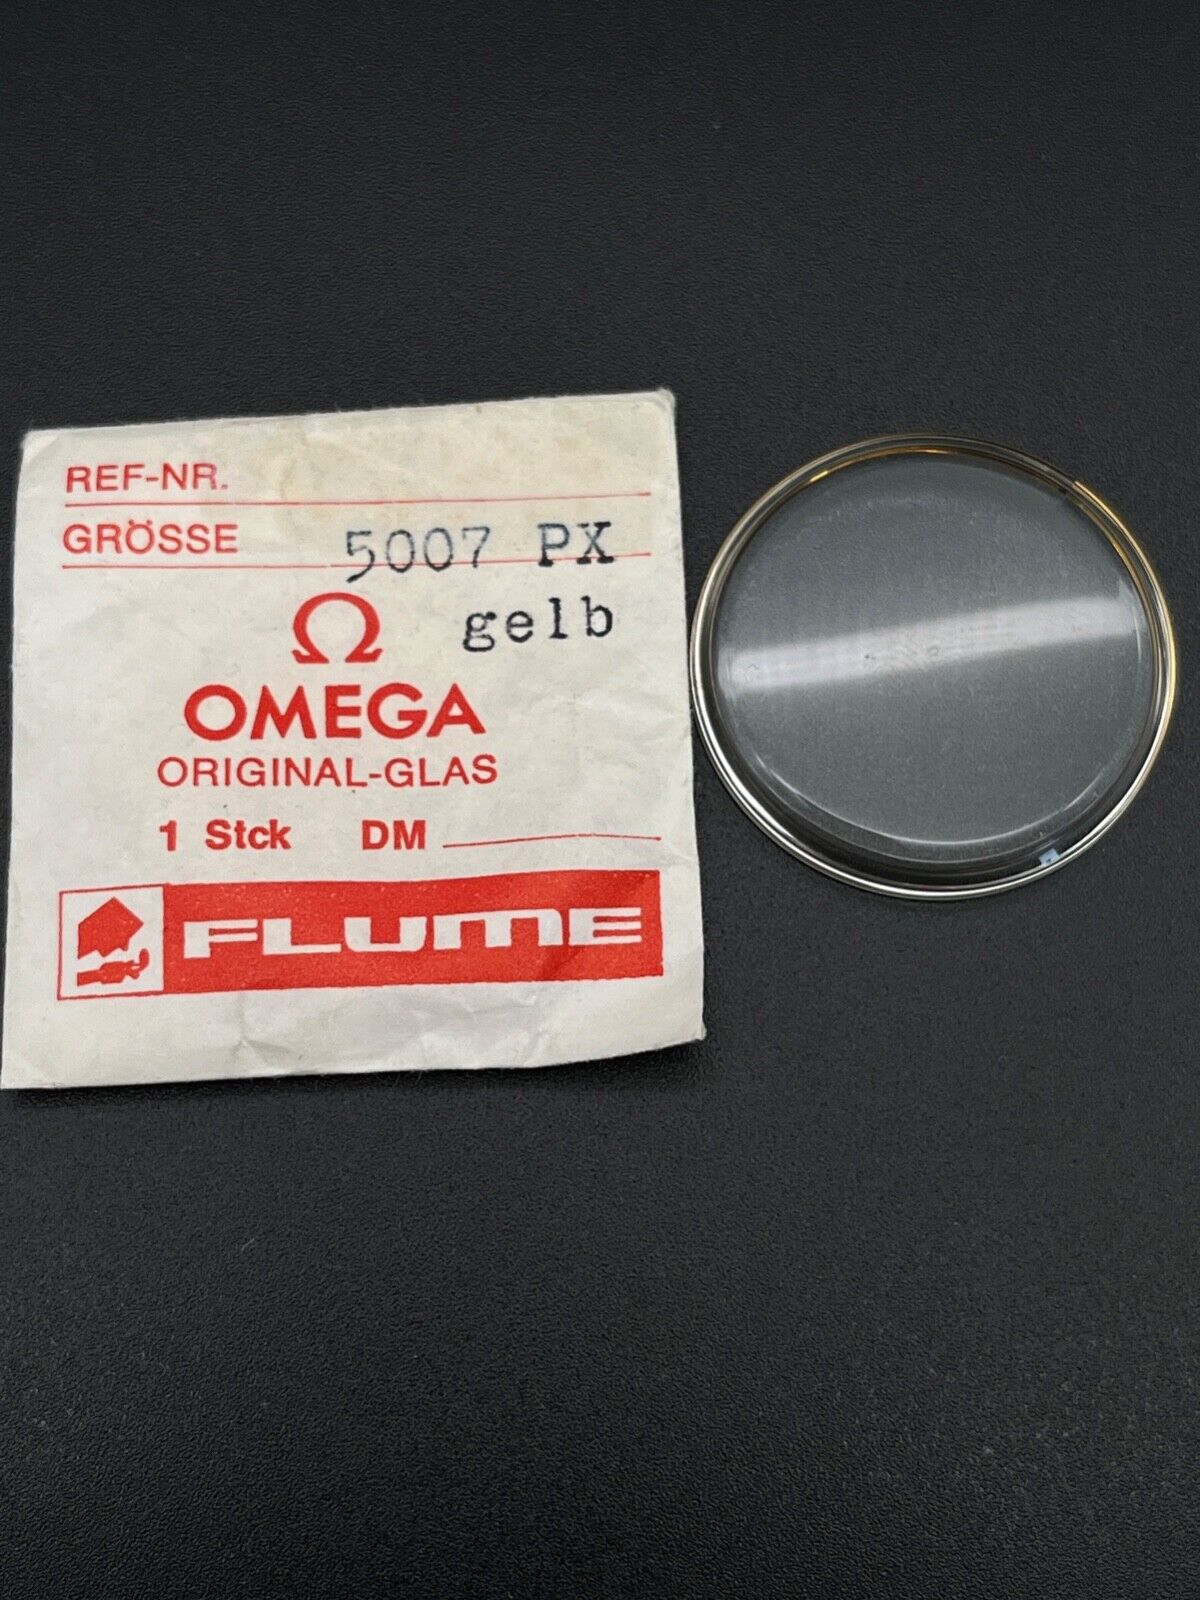 REF-NR.
GRÖSSE 5007 PX
gelb
Ω
OMEGA
ORIGINAL-GLAS
1 Stck DM
FLUME